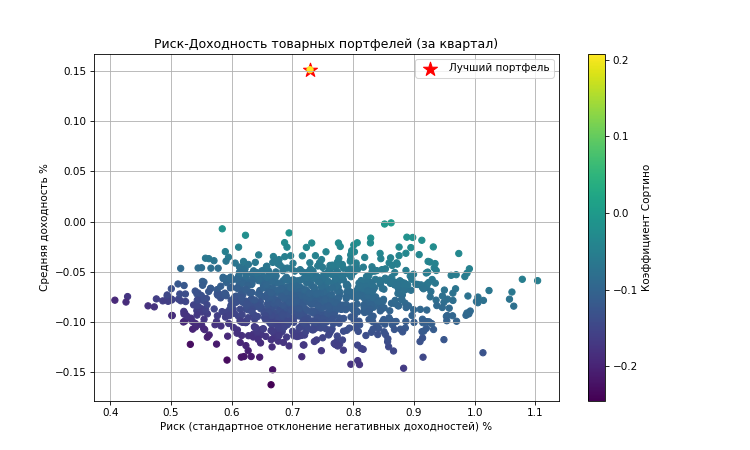 Риск-Доходность товарных портфелей (за квартал)
Лучший портфель
Средняя доходность %
0.15
0.10
0.05
0.00
−0.05
−0.10
−0.15
0.4 0.5 0.6 0.7 0.8 0.9 1.0 1.1
Риск (стандартное отклонение негативных доходностей) %
0.2
0.1
0.0
−0.1
−0.2
Коэффициент Сортино